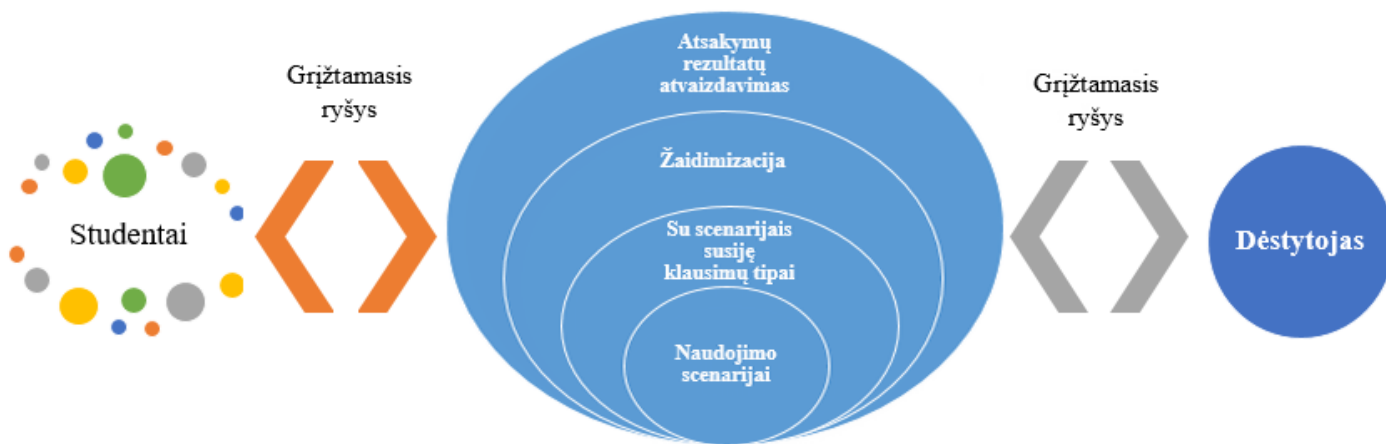 Studentai
Grįžtamasis
ryšys
Atsakymų
rezultatų
atvaizdavimas
Žaidimizacija
Su scenarijais
susiję
klausimų tipai
Naudojimo
scenarijai
Grįžtamasis
ryšys
Dėstytojas